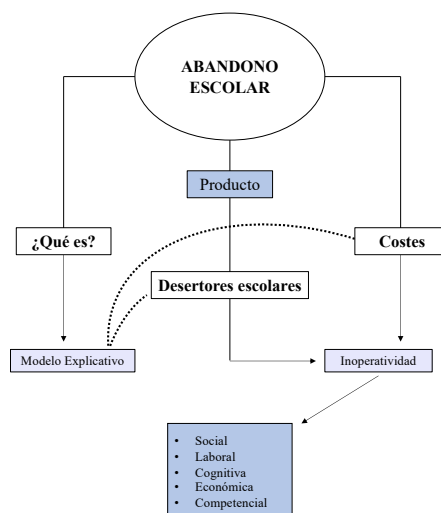 ABANDONO
ESCOLAR
Producto
¿Qué es?
Costes
Desertores escolares
Modelo Explicativo
Inoperatividad
• Social
• Laboral
• Cognitiva
• Económica
• Competencial